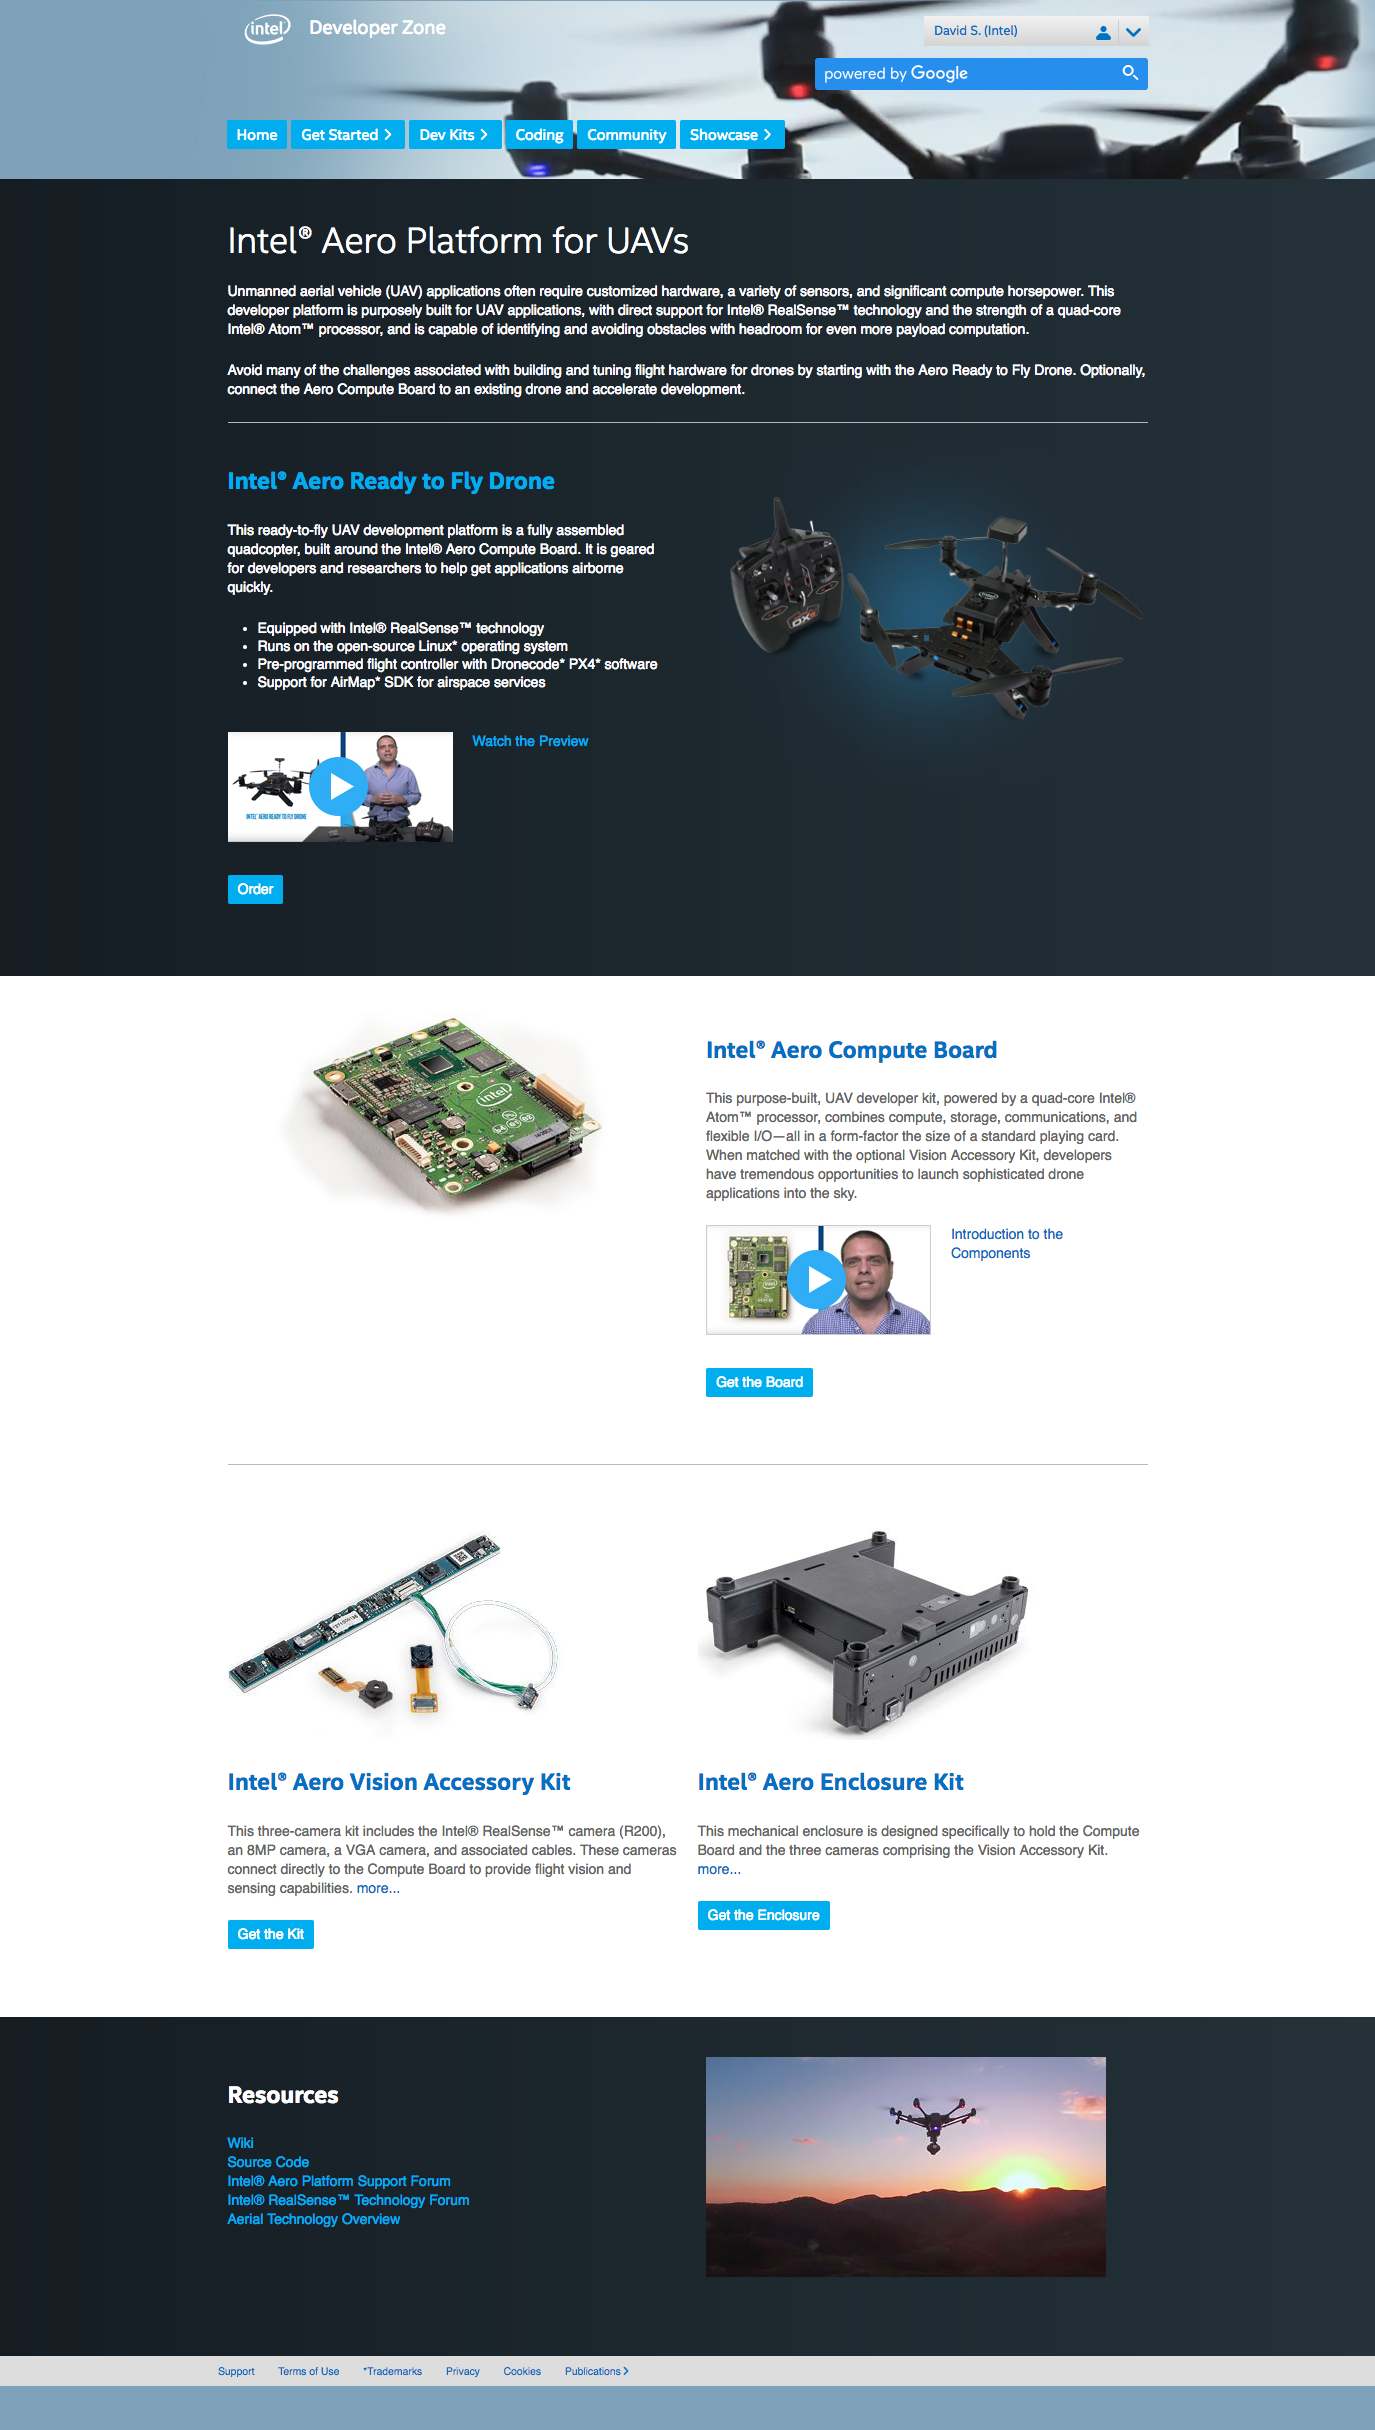 intel Developer Zone
David S. (Intel)
powered by Google
Home Get Started Dev Kits Coding Community Showcase
Intel® Aero Platform for UAVs
Unmanned aerial vehicle (UAV) applications often require customized hardware, a variety of sensors, and significant compute horsepower. This
developer platform is purposely built for UAV applications, with direct support for Intel® RealSense™ technology and the strength of a quad-core
Intel® Atom™ processor, and is capable of identifying and avoiding obstacles with headroom for even more payload computation.
Avoid many of the challenges associated with building and tuning flight hardware for drones by starting with the Aero Ready to Fly Drone. Optionally,
connect the Aero Compute Board to an existing drone and accelerate development.
Intel® Aero Ready to Fly Drone
This ready-to-fly UAV development platform is a fully assembled
quadcopter, built around the Intel® Aero Compute Board. It is geared
for developers and researchers to help get applications airborne
quickly.
• Equipped with Intel® RealSense™ technology
• Runs on the open-source Linux* operating system
• Pre-programmed flight controller with Dronecode* PX4* software
• Support for AirMap* SDK for airspace services
intel
INTEL® AERO READY TO FLY DRONE
Watch the Preview
Order
intel
Intel® Aero Compute Board
This purpose-built, UAV developer kit, powered by a quad-core Intel®
Atom™ processor, combines compute, storage, communications, and
flexible I/O—all in a form-factor the size of a standard playing card.
When matched with the optional Vision Accessory Kit, developers
have tremendous opportunities to launch sophisticated drone
applications into the sky.
intel
Introduction to the
Components
Get the Board
Intel® Aero Vision Accessory Kit
This three-camera kit includes the Intel® RealSense™ camera (R200),
an 8MP camera, a VGA camera, and associated cables. These cameras
connect directly to the Compute Board to provide flight vision and
sensing capabilities. more...
Get the Kit
Intel® Aero Enclosure Kit
This mechanical enclosure is designed specifically to hold the Compute
Board and the three cameras comprising the Vision Accessory Kit.
more...
Get the Enclosure
Resources
Wiki
Source Code
Intel® Aero Platform Support Forum
Intel® RealSense™ Technology Forum
Aerial Technology Overview
Support Terms of Use *Trademarks Privacy Cookies Publications